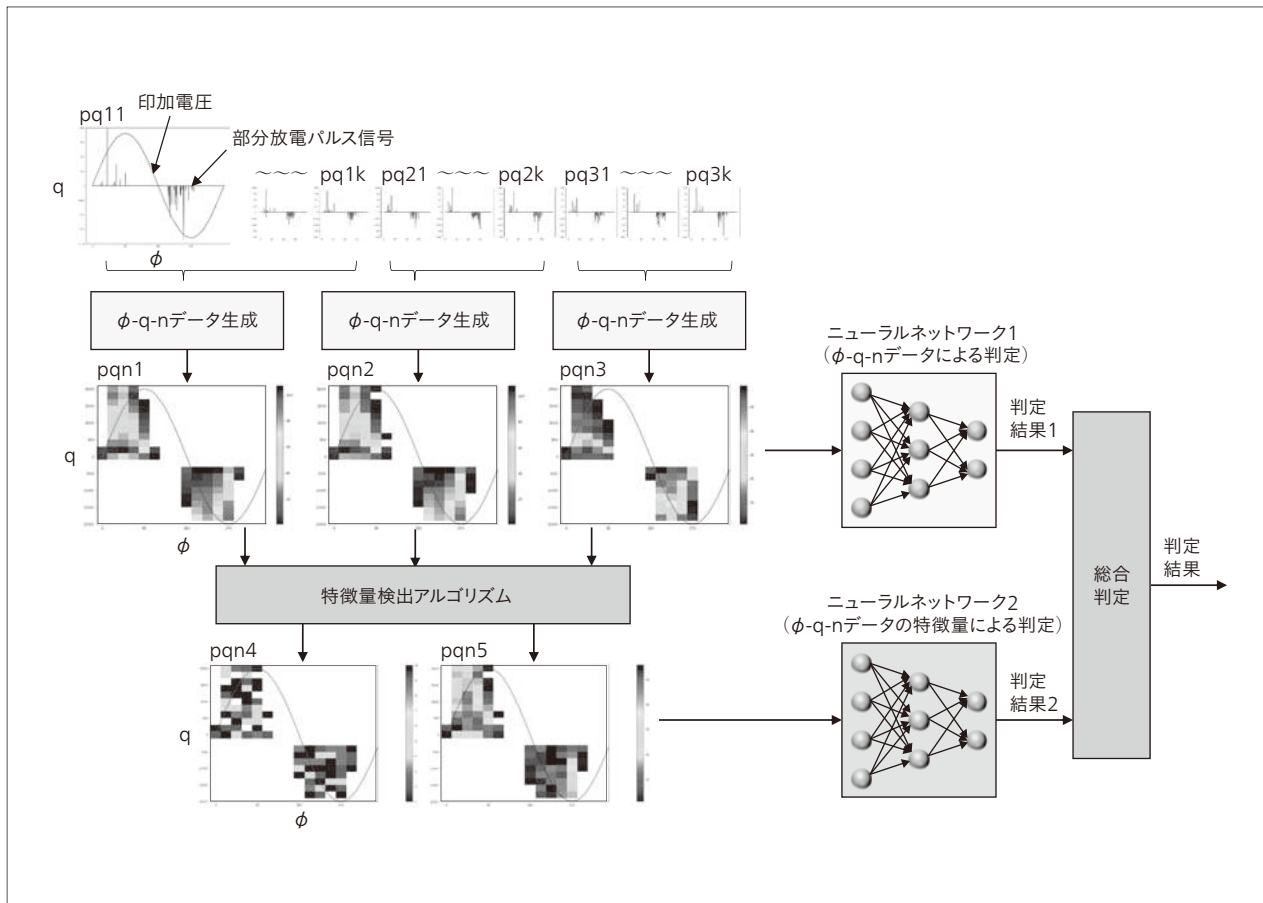 印加電圧
pq11
部分放電パルス信号
q
φ
～～～
pq1k
pq21
～～～
pq2k
pq31
～～～
pq3k
φ-q-nデータ生成
φ-q-nデータ生成
φ-q-nデータ生成
pqn1
pqn2
pqn3
q
φ
ニューラルネットワーク1
（φ-q-nデータによる判定）
判定
結果1
特徴量検出アルゴリズム
総合
判定
判定
結果
pqn4
pqn5
q
φ
ニューラルネットワーク2
（φ-q-nデータの特徴量による判定）
判定
結果2